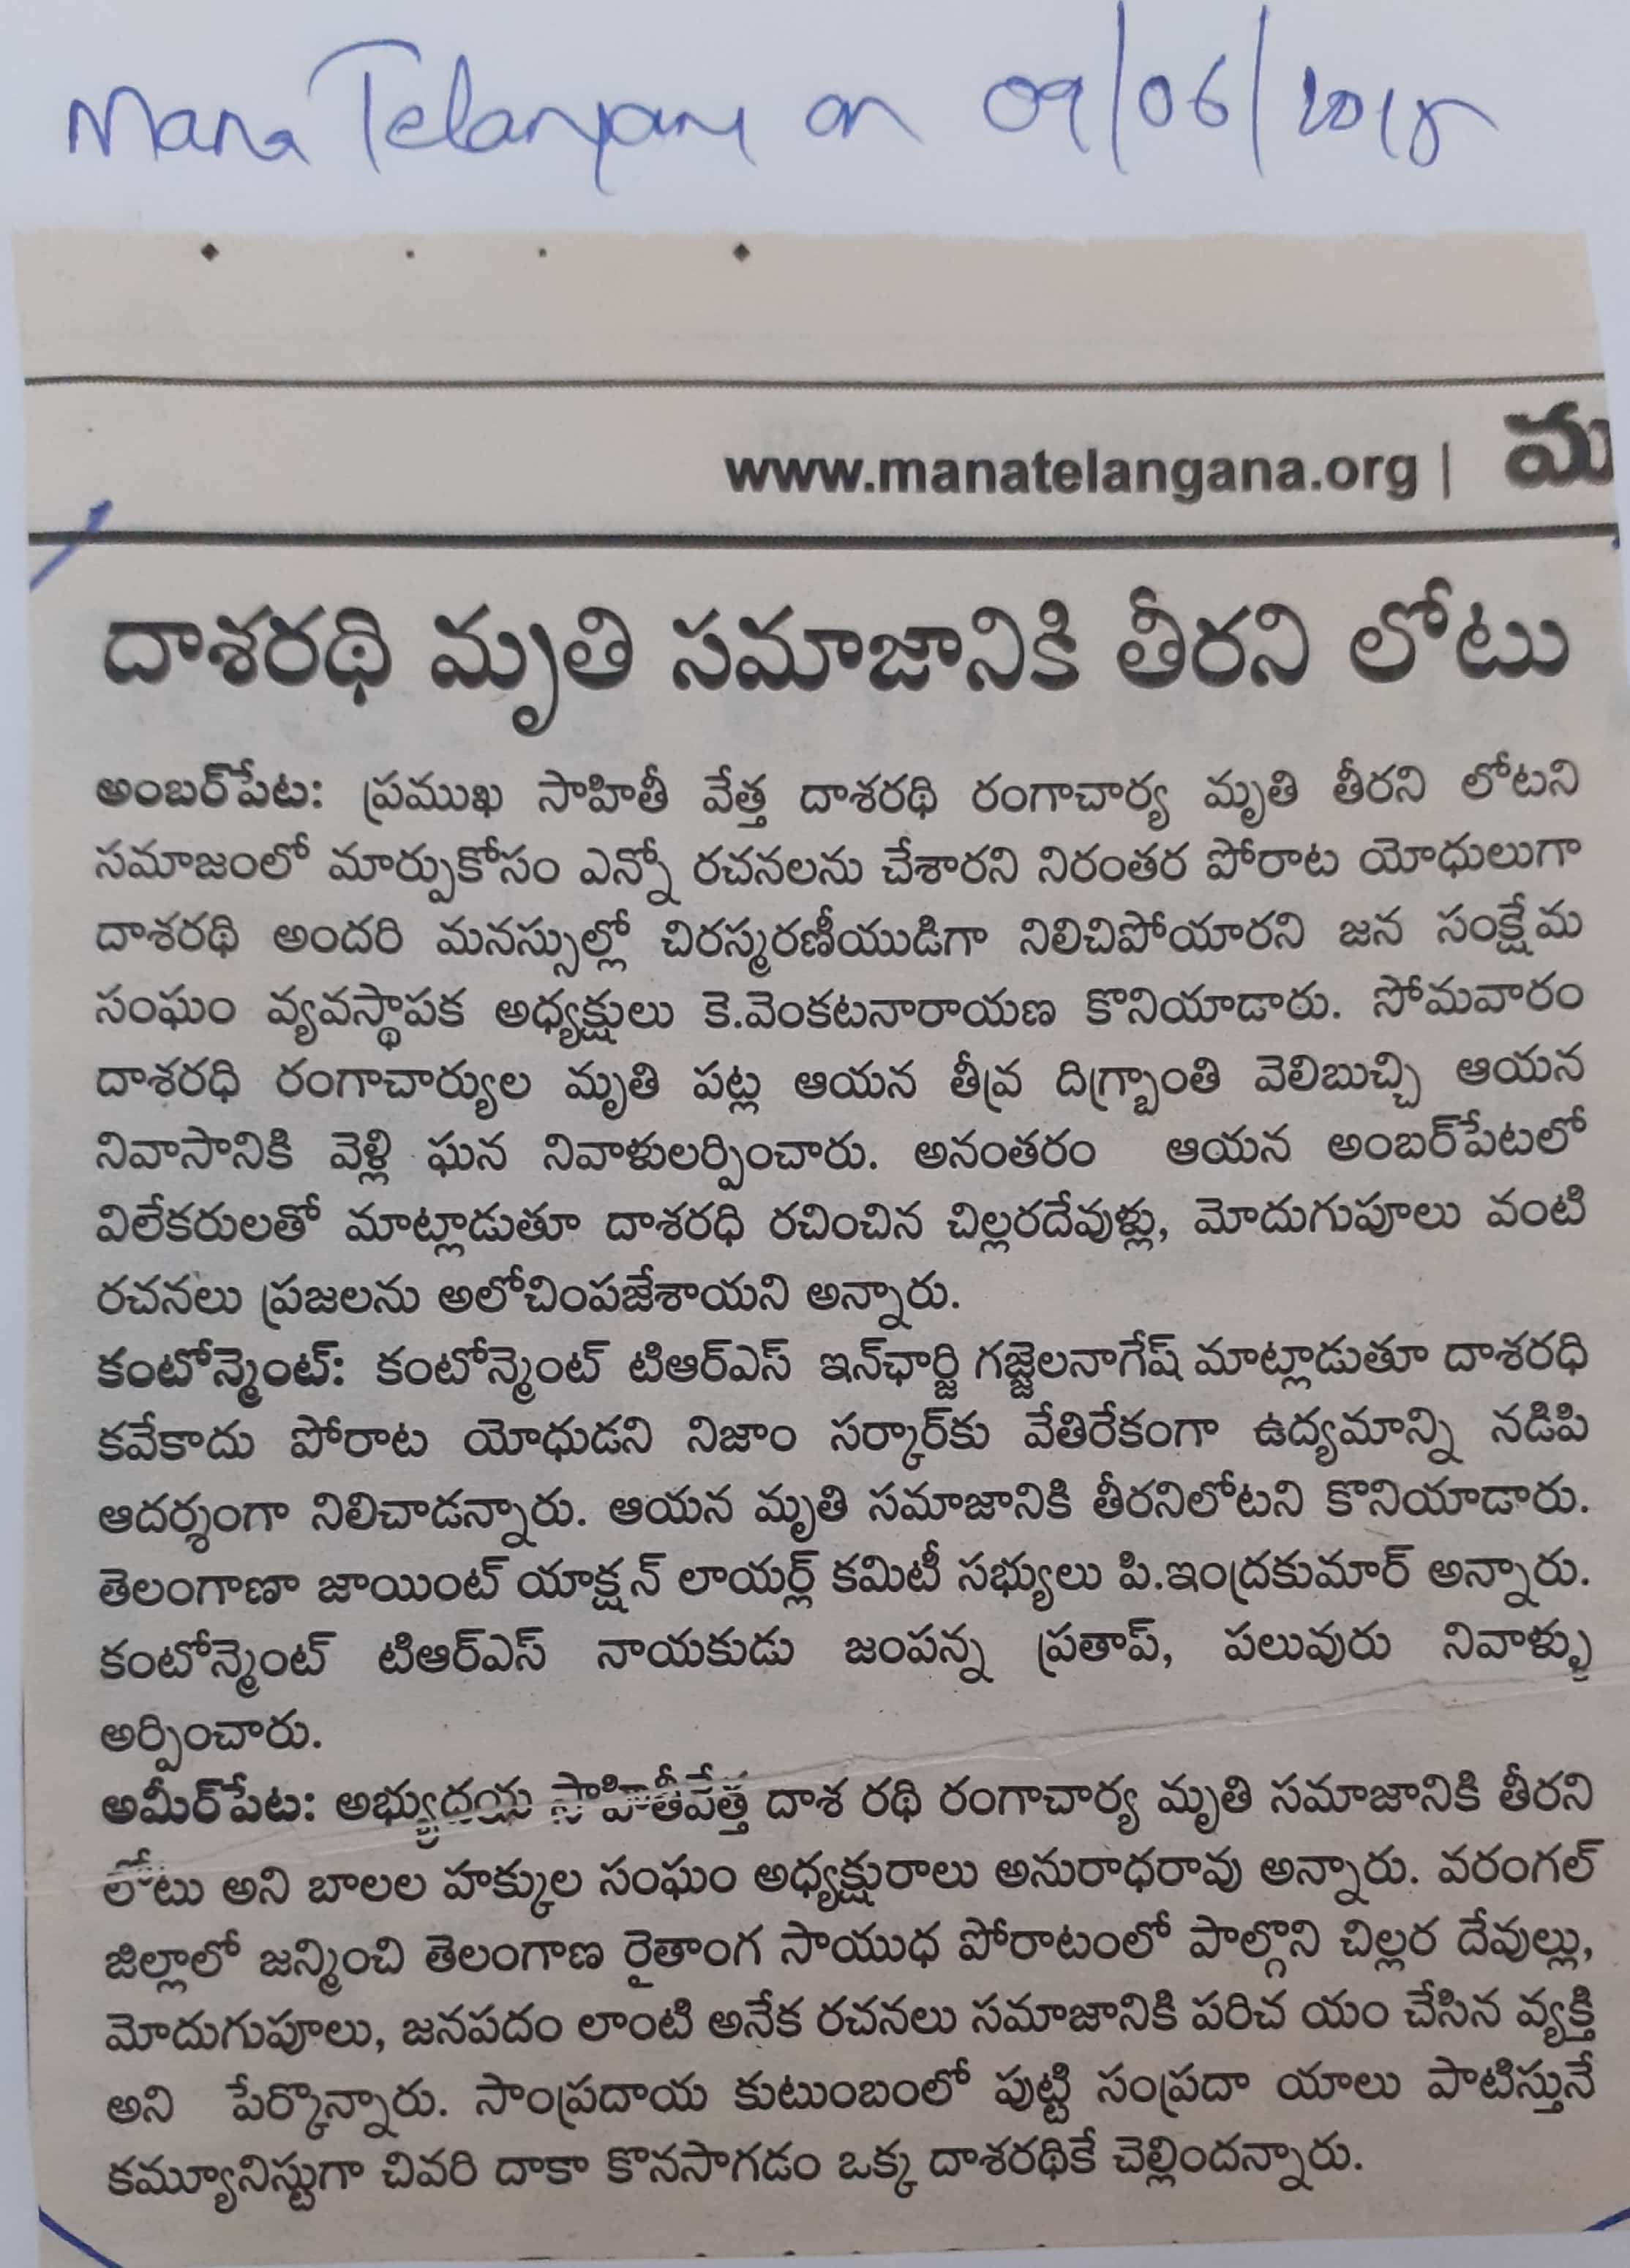 Mana Telangana on 09/06/2015
www.manatelangana.org | మ
దాశరథి మృతి సమాజానికి తీరని లోటు
అంబర్‌పేట: ప్రముఖ సాహితీ వేత్త దాశరథి రంగాచార్య మృతి తీరని లోటని
సమాజంలో మార్పుకోసం ఎన్నో రచనలను చేశారని నిరంతర పోరాట యోధులుగా
దాశరథి అందరి మనస్సుల్లో చిరస్మరణీయుడిగా నిలిచిపోయారని జన సంక్షేమ
సంఘం వ్యవస్థాపక అధ్యక్షులు కె.వెంకటనారాయణ కొనియాడారు. సోమవారం
దాశరధి రంగాచార్యుల మృతి పట్ల ఆయన తీవ్ర దిగ్భ్రాంతి వెలిబుచ్చి ఆయన
నివాసానికి వెళ్లి ఘన నివాళులర్పించారు. అనంతరం ఆయన అంబర్‌పేటలో
విలేకరులతో మాట్లాడుతూ దాశరధి రచించిన చిల్లరదేవుళ్లు, మోదుగుపూలు వంటి
రచనలు ప్రజలను అలోచింపజేశాయని అన్నారు.
కంటోన్మెంట్: కంటోన్మెంట్ టిఆర్‌ఎస్ ఇన్‌ఛార్జి గజ్జెలనాగేష్ మాట్లాడుతూ దాశరధి
కవేకాదు పోరాట యోధుడని నిజాం సర్కార్‌కు వేతిరేకంగా ఉద్యమాన్ని నడిపి
ఆదర్శంగా నిలిచాడన్నారు. ఆయన మృతి సమాజానికి తీరనిలోటని కొనియాడారు.
తెలంగాణా జాయింట్ యాక్షన్ లాయర్ల్ కమిటీ సభ్యులు పి.ఇంద్రకుమార్ అన్నారు.
కంటోన్మెంట్ టిఆర్‌ఎస్ నాయకుడు జంపన్న ప్రతాప్, పలువురు నివాళ్ళు
అర్పించారు.
అమీర్‌పేట: అభ్యుదయ సాహితీవేత్త దాశ రథి రంగాచార్య మృతి సమాజానికి తీరని
లోటు అని బాలల హక్కుల సంఘం అధ్యక్షురాలు అనురాధరావు అన్నారు. వరంగల్
జిల్లాలో జన్మించి తెలంగాణ రైతాంగ సాయుధ పోరాటంలో పాల్గొని చిల్లర దేవుల్లు,
మోదుగుపూలు, జనపదం లాంటి అనేక రచనలు సమాజానికి పరిచ యం చేసిన వ్యక్తి
అని పేర్కొన్నారు. సాంప్రదాయ కుటుంబంలో పుట్టి సంప్రదా యాలు పాటిస్తునే
కమ్యూనిస్టుగా చివరి దాకా కొనసాగడం ఒక్క దాశరథికే చెల్లిందన్నారు.